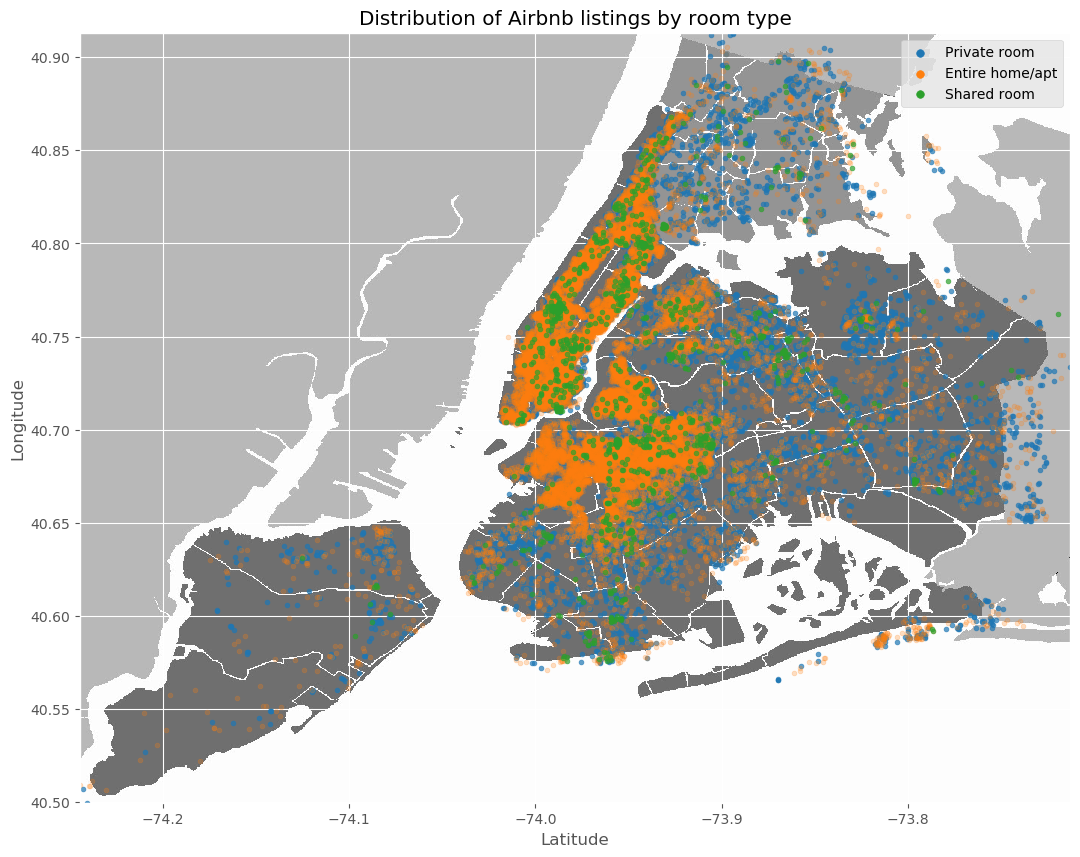 Distribution of Airbnb listings by room type
Private room
Entire home/apt
Shared room
40.90
40.85
40.80
40.75
40.70
40.65
40.60
40.55
40.50
Longitude
−74.2
−74.1
−74.0
−73.9
−73.8
Latitude